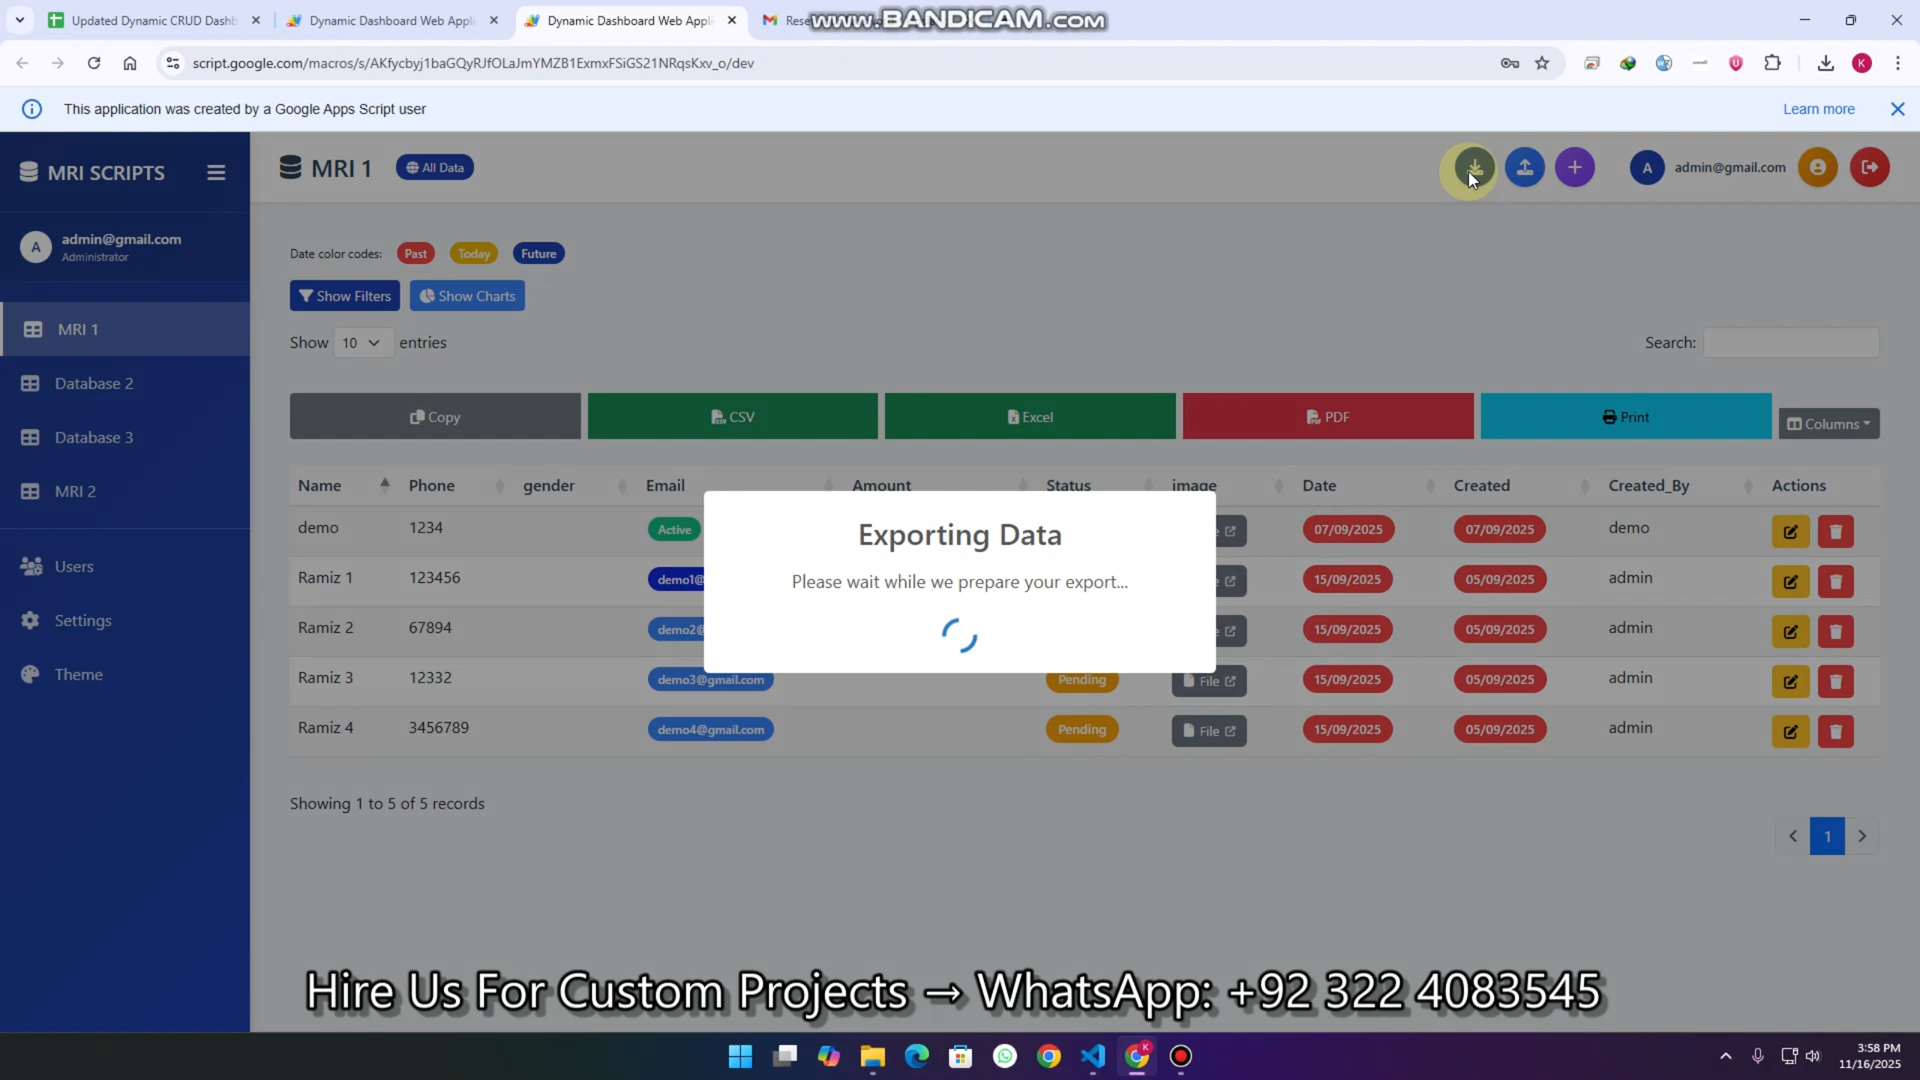 Updated Dynamic CRUD Dashb
Dynamic Dashboard Web Appli
Dynamic Dashboard Web Appli
Rese
www.BANDICAM.com
script.google.com/macros/s/AKfycbyj1baGQyRJfOLaJmYMZB1ExmxFSiGS21NRqsKxv_o/dev
K
This application was created by a Google Apps Script user
Learn more
MRI SCRIPTS
MRI 1
All Data
A
admin@gmail.com
A
admin@gmail.com
Administrator
MRI 1
Database 2
Database 3
MRI 2
Users
Settings
Theme
Date color codes:
Past
Today
Future
Show Filters
Show Charts
Show 10 entries
Search:
Copy
CSV
Excel
PDF
Print
Columns
Name Phone gender Email Amount Status image Date Created Created_By Actions
demo 1234 Active 07/09/2025 07/09/2025 demo
Ramiz 1 123456 demo1@ 15/09/2025 05/09/2025 admin
Ramiz 2 67894 demo2@ 15/09/2025 05/09/2025 admin
Ramiz 3 12332 demo3@gmail.com Pending File 15/09/2025 05/09/2025 admin
Ramiz 4 3456789 demo4@gmail.com Pending File 15/09/2025 05/09/2025 admin
Exporting Data
Please wait while we prepare your export...
Showing 1 to 5 of 5 records
1
Hire Us For Custom Projects → WhatsApp: +92 322 4083545
K
3:58 PM
11/16/2025